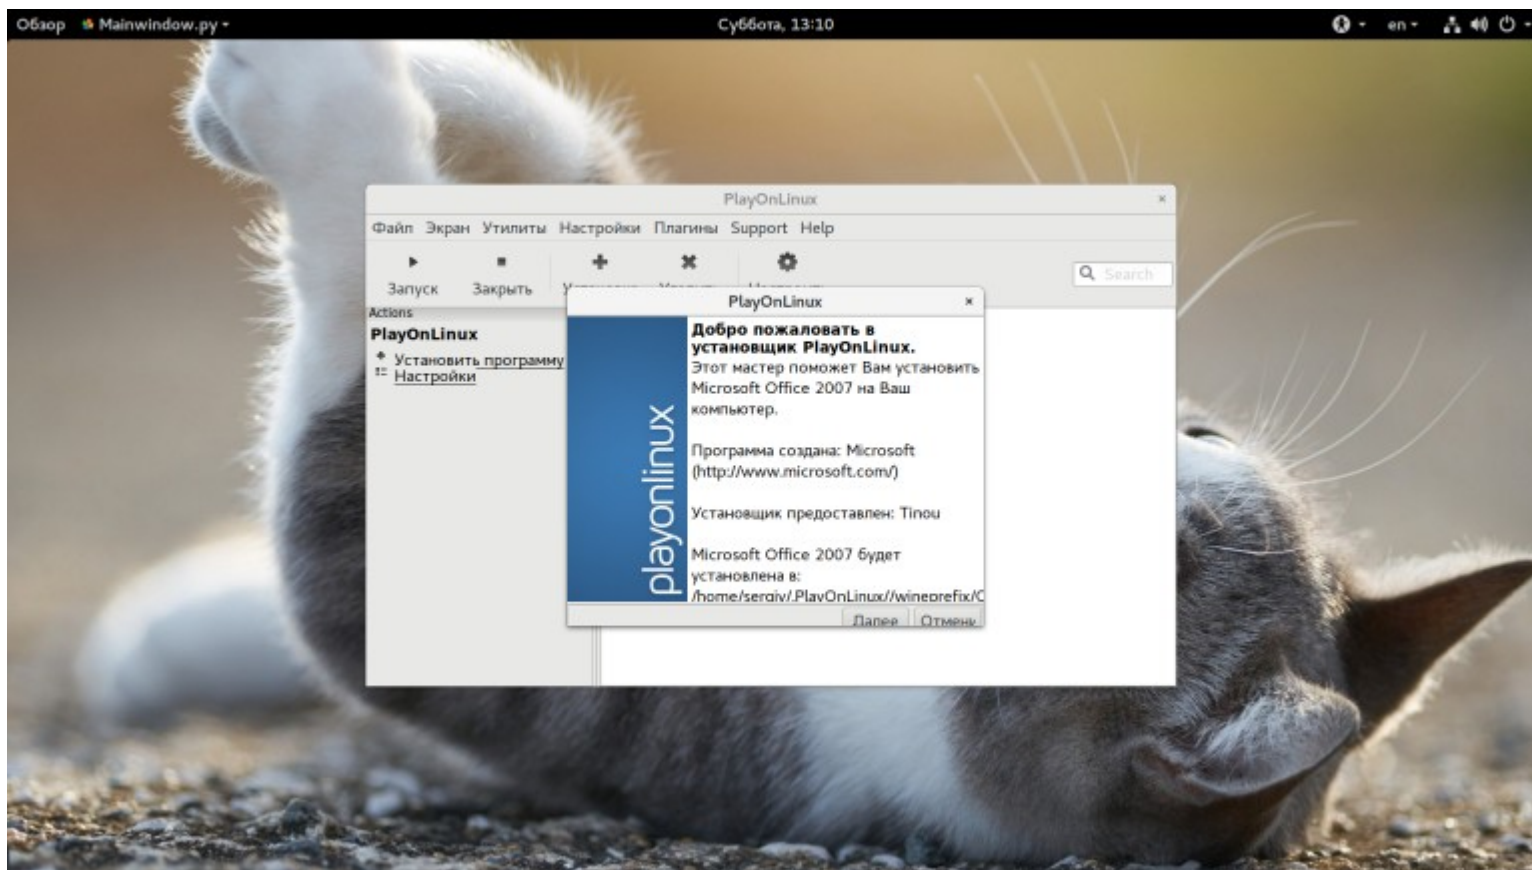 Обзор Mainwindow.py Суббота, 13:10 en
PlayOnLinux
Файл Экран Утилиты Настройки Плагины Support Help
Запуск Закрыть Search
Actions
PlayOnLinux
Установить программу
Настройки
PlayOnLinux
playonlinux
Добро пожаловать в
установщик PlayOnLinux.
Этот мастер поможет Вам установить
Microsoft Office 2007 на Ваш
компьютер.
Программа создана: Microsoft
(http://www.microsoft.com/)
Установщик предоставлен: Tinou
Microsoft Office 2007 будет
установлена в:
/home/sergiv/.PlayOnLinux//wineprefix/
Далее Отмена